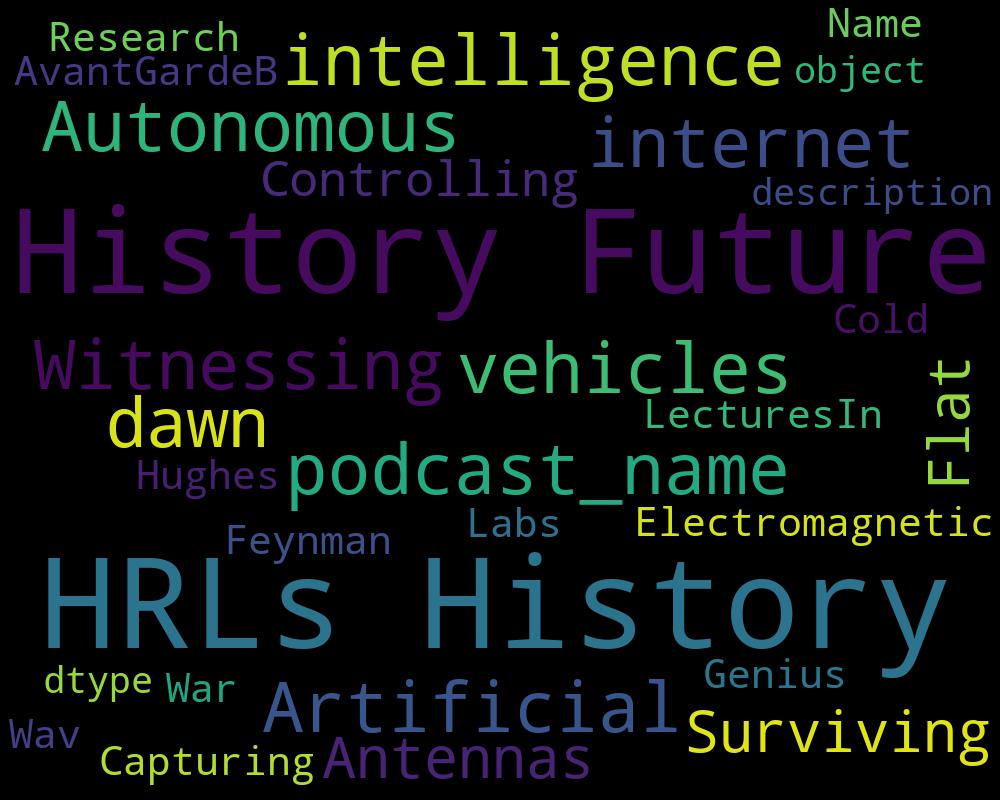 Research
Name
AvantGardeB
intelligence
object
Autonomous
internet
Controlling
description
History Future
Cold
Witnessing
vehicles
Flat
dawn
LecturesIn
Hughes
podcast_name
Labs
Electromagnetic
Feynman
HRLs History
dtype
War
Artificial
Genius
Wav
Surviving
Capturing
Antennas